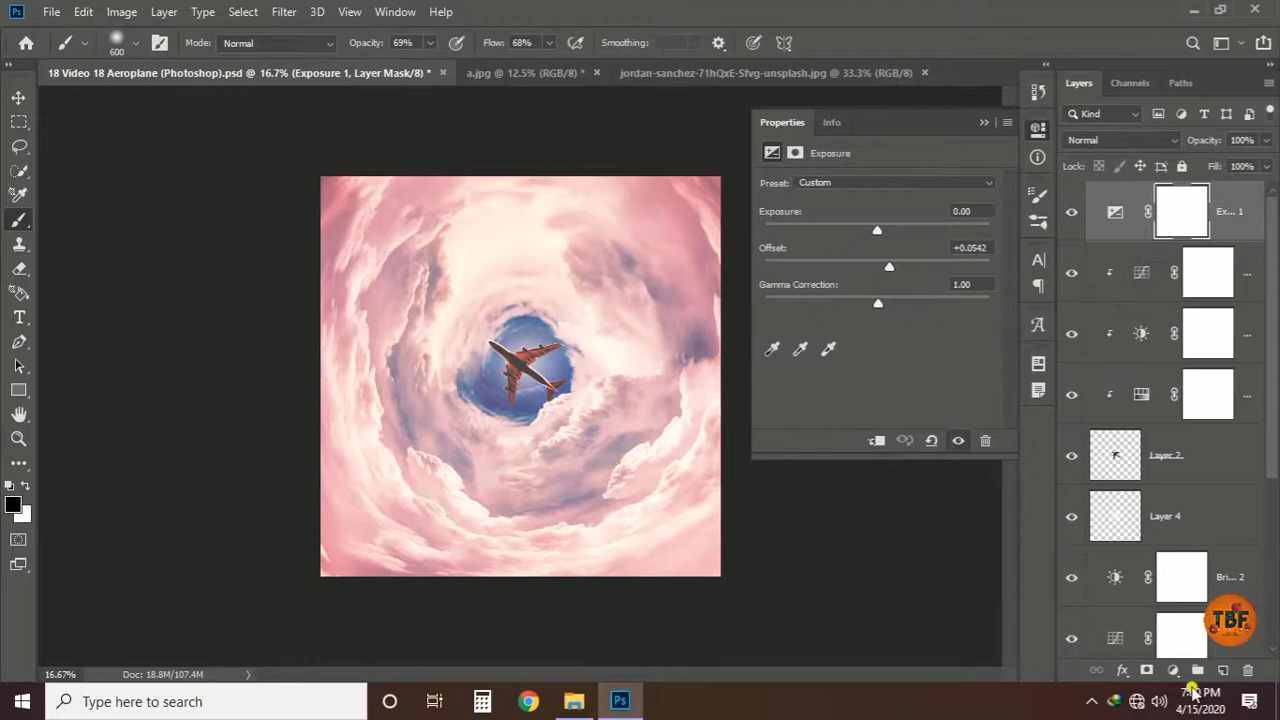 Ps File Edit Image Layer Type Select Filter 3D View Window Help
600 Mode: Normal Opacity: 69% Flow: 68% Smoothing:
18 Video 18 Aeroplane (Photoshop).psd @ 16.7% (Exposure 1, Layer Mask/8) * a.jpg @ 12.5% (RGB/8) * jordan-sanchez-71hQxE-Sfvg-unsplash.jpg @ 33.3% (RGB/8)
Properties Info
Exposure
Preset: Custom
Exposure: 0.00
Offset: +0.0542
Gamma Correction: 1.00
Layers Channels Paths
Kind
Normal Opacity: 100%
Lock: Fill: 100%
Ex... 1
...
...
Layer 2
Layer 4
Bri... 2
TBF
16.67% Doc: 18.8M/107.4M
Type here to search
Ps
PM
4/15/2020